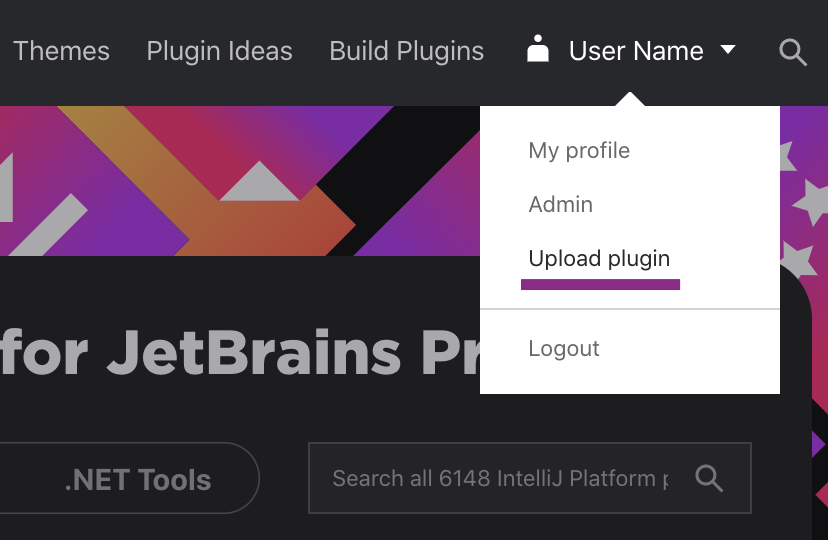 Themes Plugin Ideas Build Plugins User Name
My profile
Admin
Upload plugin
for JetBrains Pr
Logout
.NET Tools
Search all 6148 IntelliJ Platform p